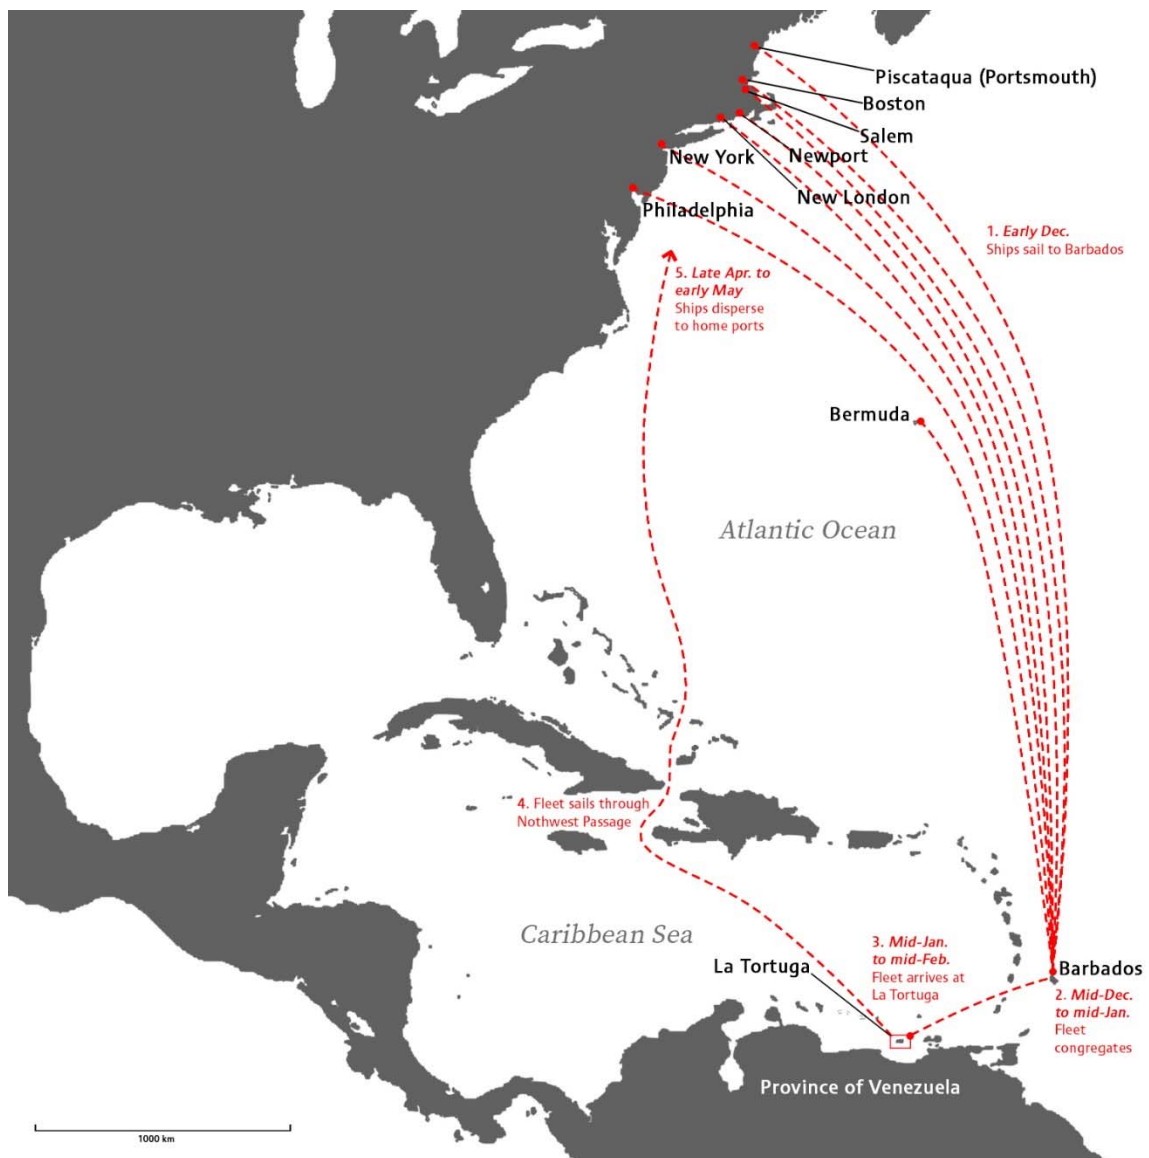 Piscataqua (Portsmouth)
Boston
Salem
Newport
New York
New London
Philadelphia
1. Early Dec.
Ships sail to Barbados
5. Late Apr. to
early May
Ships disperse
to home ports
Bermuda
Atlantic Ocean
4. Fleet sails through
Nothwest Passage
Caribbean Sea
3. Mid-Jan.
to mid-Feb.
Fleet arrives at
La Tortuga
La Tortuga
Barbados
2. Mid-Dec.
to mid-Jan.
Fleet
congregates
Province of Venezuela
1000 km